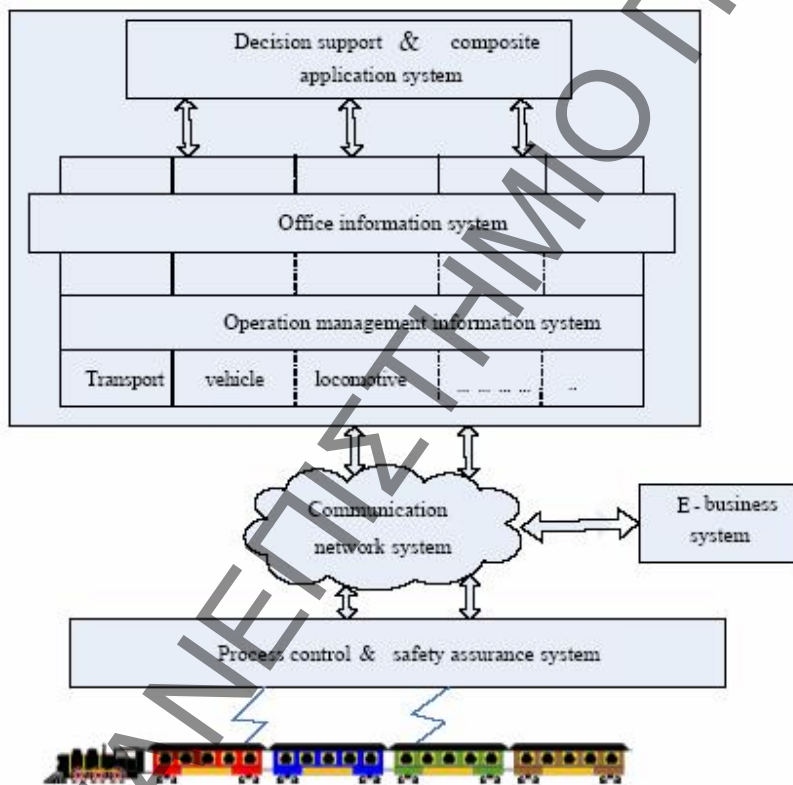 Decision support & composite
application system
Office information system
Operation management information system
Transport vehicle locomotive
Communication
network system
E - business
system
Process control & safety assurance system
ΠΑΝΕΠΙΣΤΗΜΙΟ